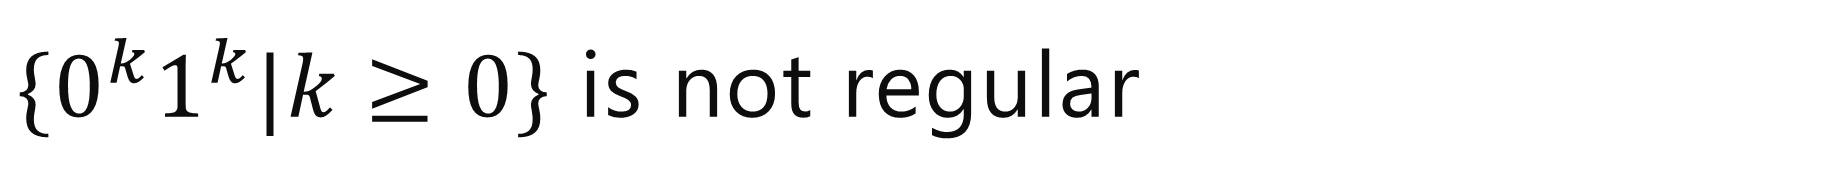 {0^k 1^k | k ≥ 0} is not regular